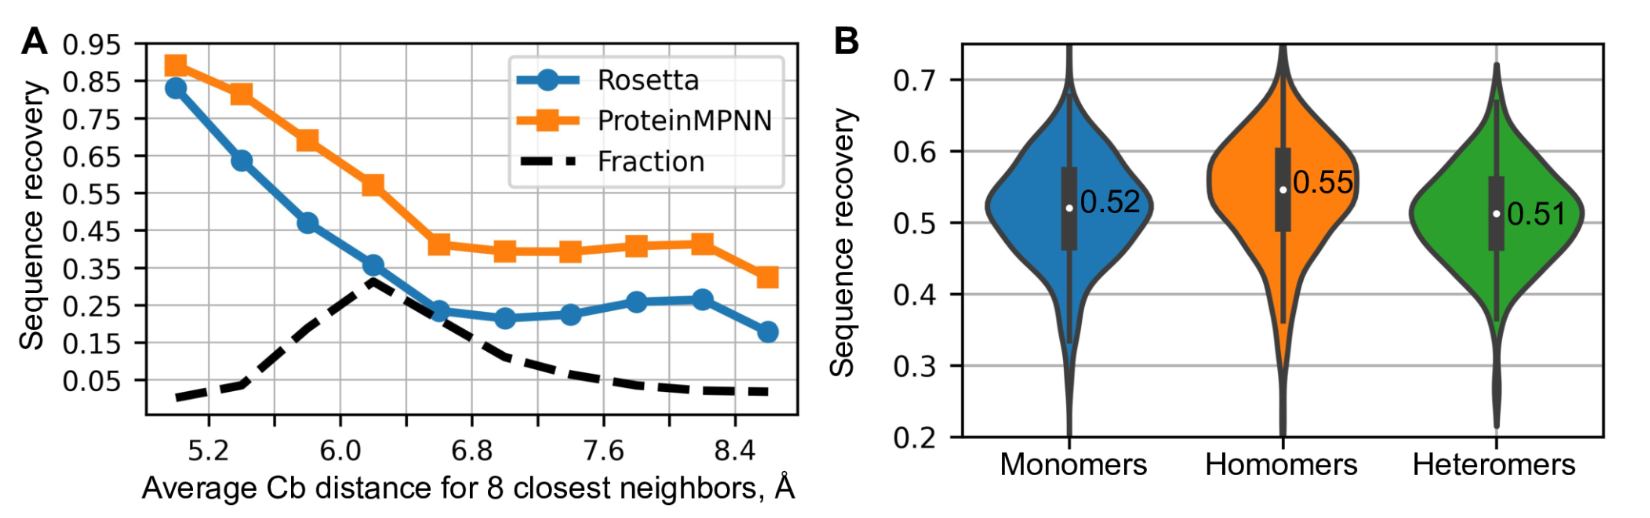 A
Sequence recovery
0.95
0.85
0.75
0.65
0.55
0.45
0.35
0.25
0.15
0.05
Rosetta
ProteinMPNN
Fraction
5.2 6.0 6.8 7.6 8.4
Average Cb distance for 8 closest neighbors, Å
B
Sequence recovery
0.7
0.6
0.5
0.4
0.3
0.2
0.52
0.55
0.51
Monomers Homomers Heteromers